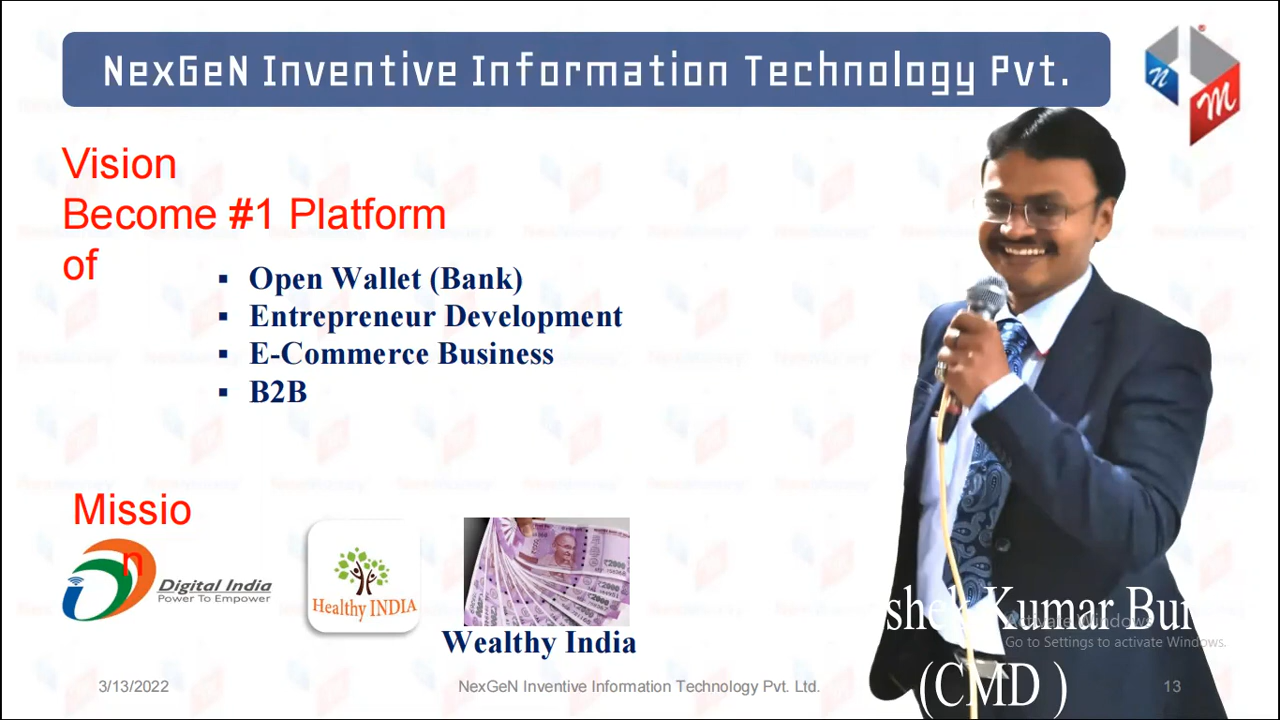 NexGeN Inventive Information Technology Pvt.
n
M
Vision
Become #1 Platform
of
▪ Open Wallet (Bank)
▪ Entrepreneur Development
▪ E-Commerce Business
▪ B2B
Missio
n
Digital India
Power To Empower
Healthy INDIA
Wealthy India
Kumar
(CMD )
Activate Windows
Go to Settings to activate Windows.
3/13/2022
NexGeN Inventive Information Technology Pvt. Ltd.
13